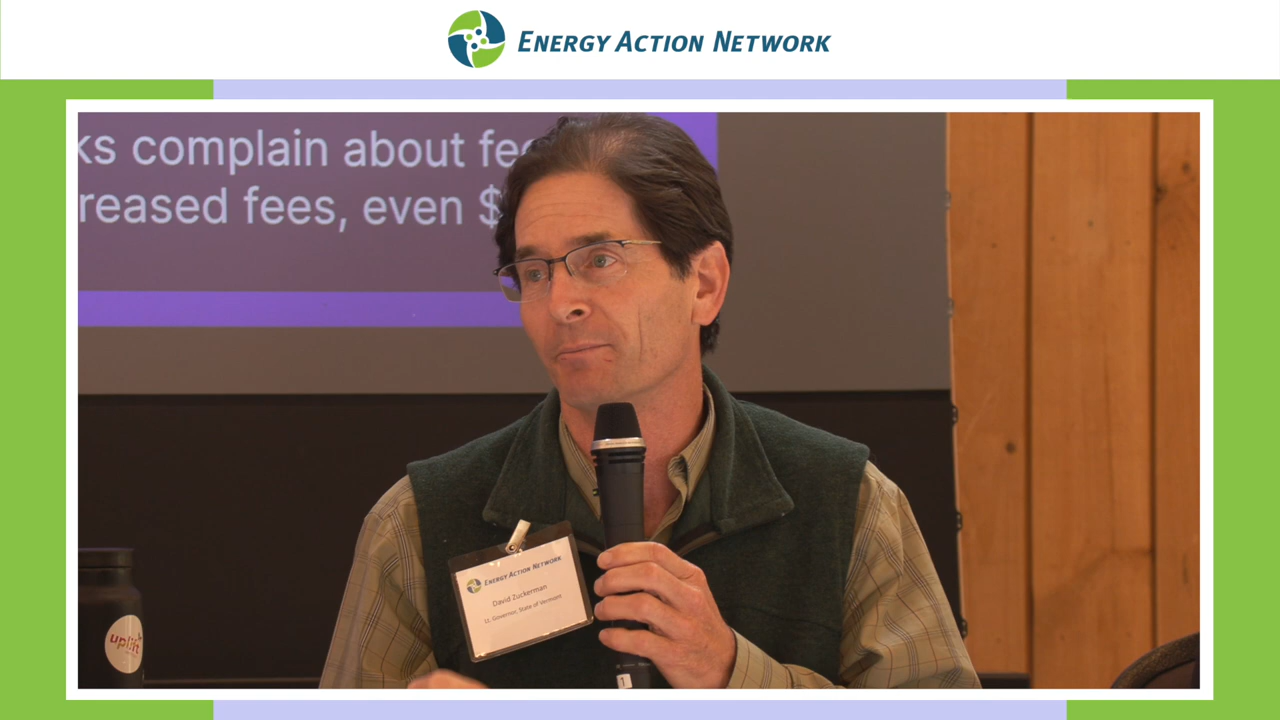 ENERGY ACTION NETWORK
ks complain about fe
reased fees, even $
ENERGY ACTION NETWORK
David Zuckerman
Lt. Governor, State of Vermont
uplift
1